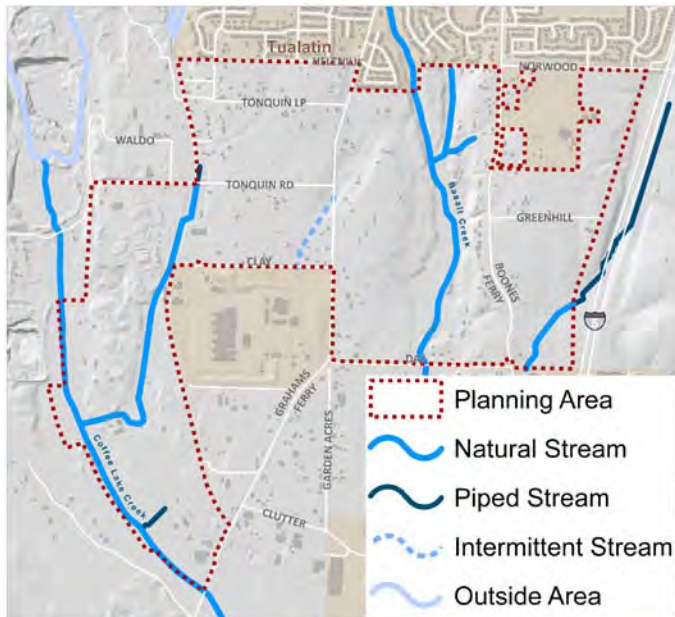 Tualatin
NORWOOD
TONQUIN LP
WALDO
TONQUIN RD
Basalt Creek
GREENHILL
CLAY
BOONES
FERRY
GRAHAMS
FERRY
GARDEN ACRES
Coffee Lake Creek
CLUTTER
Planning Area
Natural Stream
Piped Stream
Intermittent Stream
Outside Area